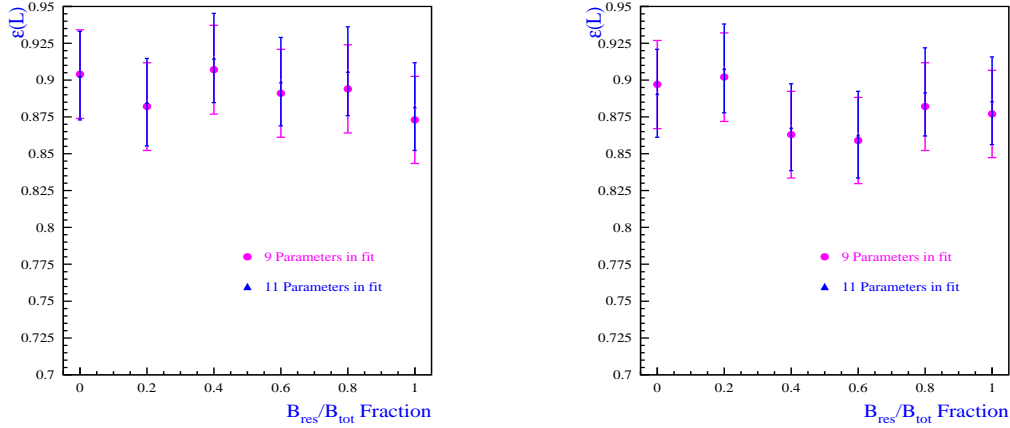 ε(L)
0.95
0.925
0.9
0.875
0.85
0.825
0.8
0.775
0.75
0.725
0.7
9 Parameters in fit
11 Parameters in fit
0 0.2 0.4 0.6 0.8 1
B_res/B_tot Fraction
ε(L)
0.95
0.925
0.9
0.875
0.85
0.825
0.8
0.775
0.75
0.725
0.7
9 Parameters in fit
11 Parameters in fit
0 0.2 0.4 0.6 0.8 1
B_res/B_tot Fraction